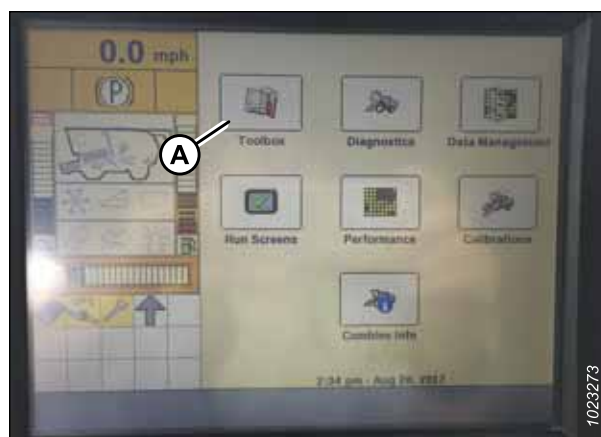 0.0 mph
(P)
A
Toolbox
Diagnostics
Data Management
Run Screens
Performance
Calibrations
Combine Info
2:34 pm - Aug 24, 2017
1023273